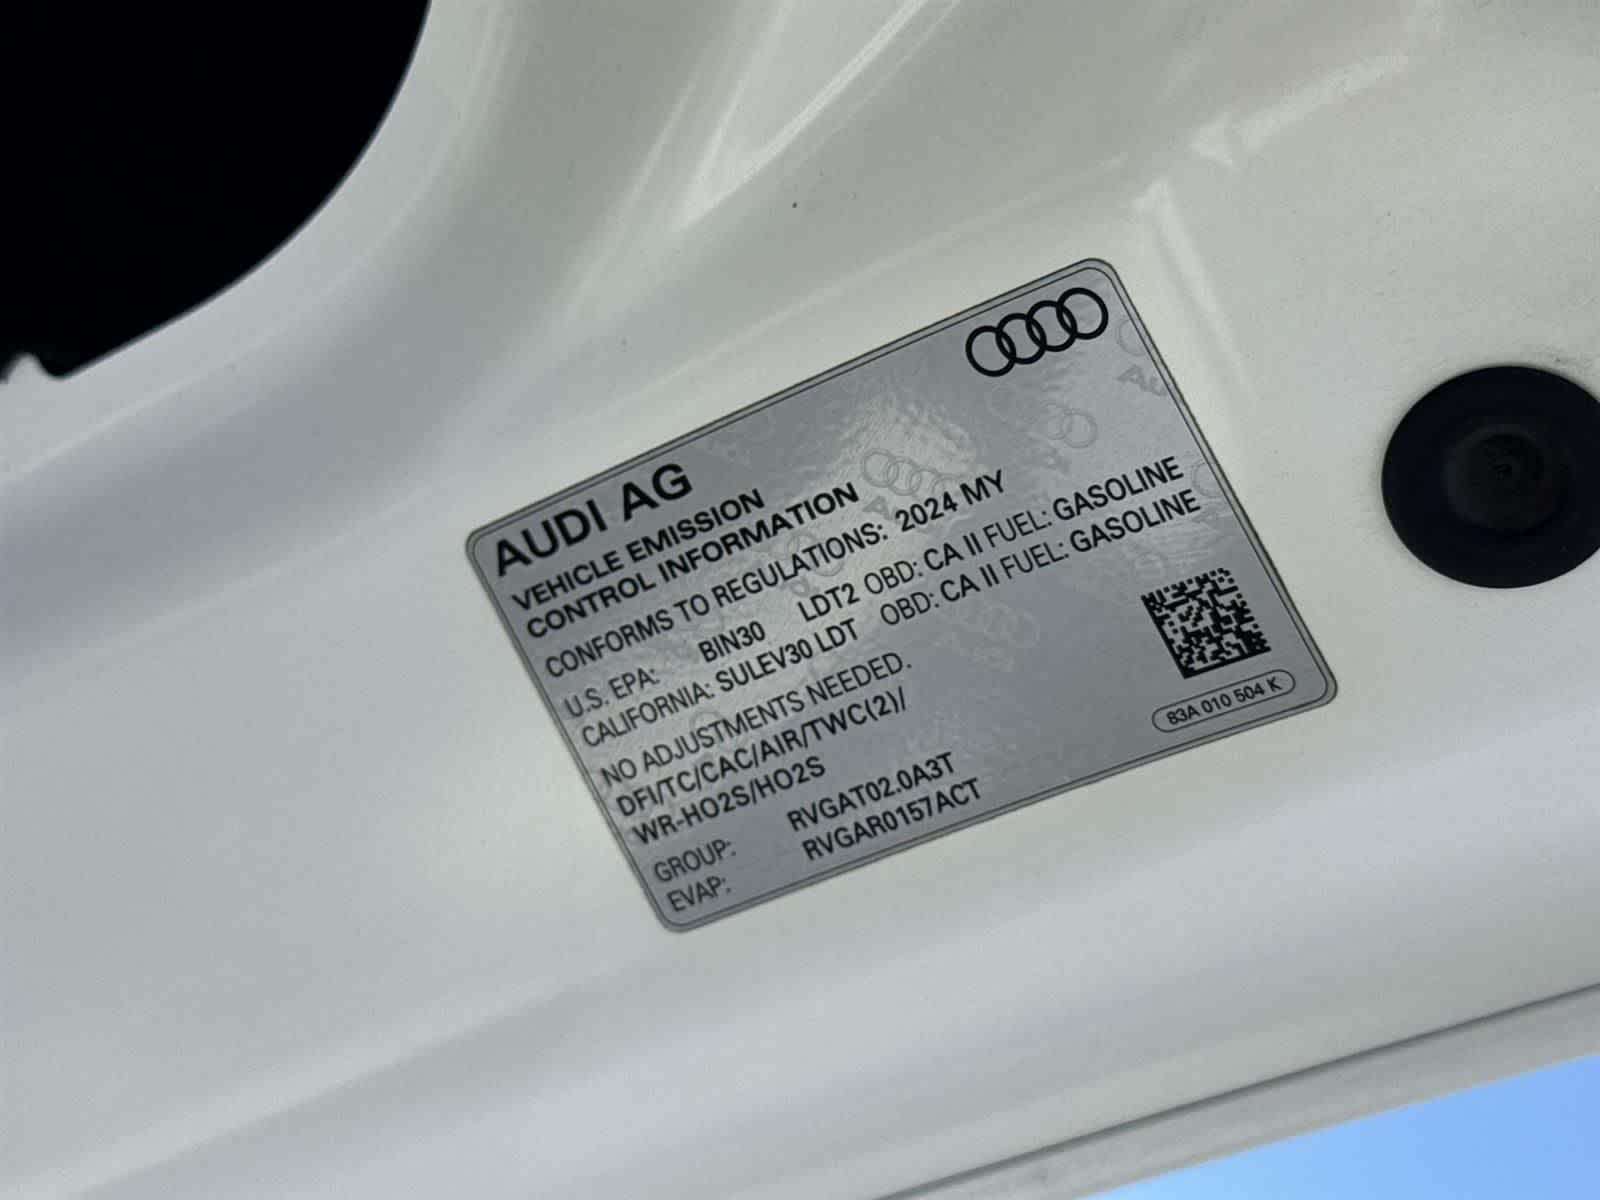 AUDI AG
VEHICLE EMISSION
CONTROL INFORMATION
CONFORMS TO REGULATIONS: 2024 MY
U.S. EPA: BIN30 LDT2 OBD: CA II FUEL: GASOLINE
CALIFORNIA: SULEV30 LDT OBD: CA II FUEL: GASOLINE
NO ADJUSTMENTS NEEDED.
DFI/TC/CAC/AIR/TWC(2)/
WR-HO2S/HO2S
GROUP: RVGAT02.0A3T
EVAP: RVGAR0157ACT
83A 010 504 K